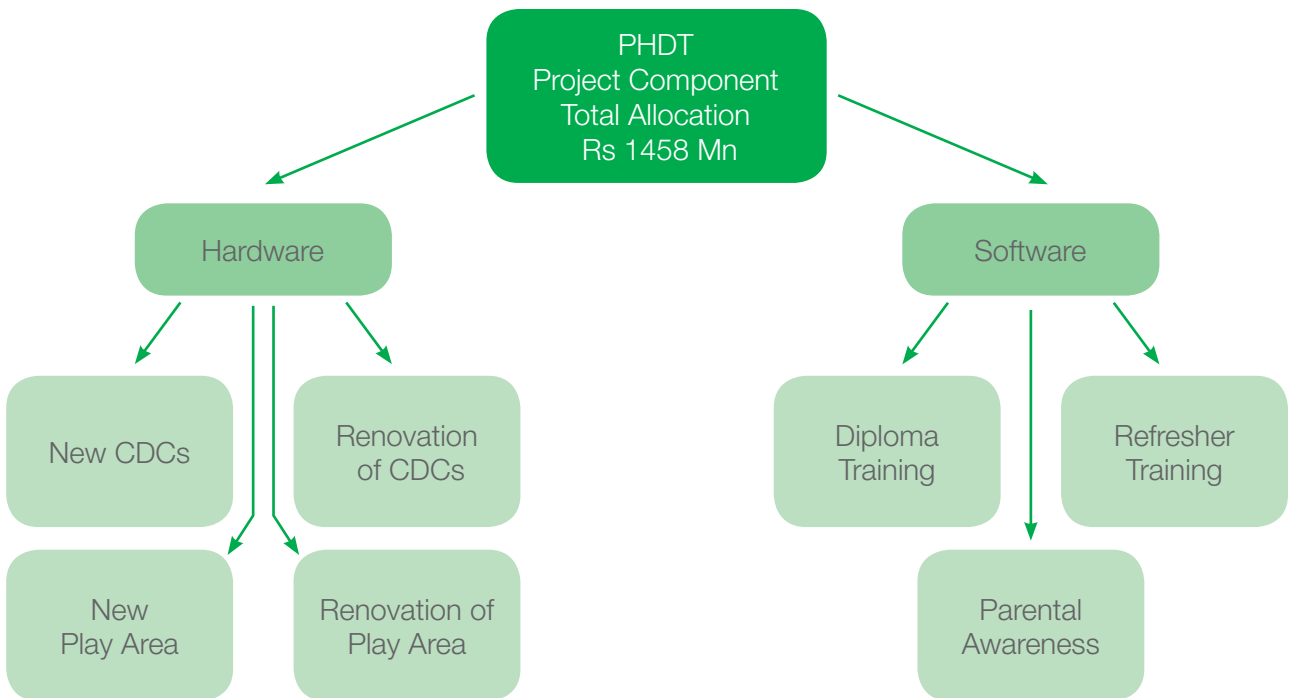 PHDT
Project Component
Total Allocation
Rs 1458 Mn
Hardware
Software
New CDCs
Renovation
of CDCs
Diploma
Training
Refresher
Training
New
Play Area
Renovation of
Play Area
Parental
Awareness